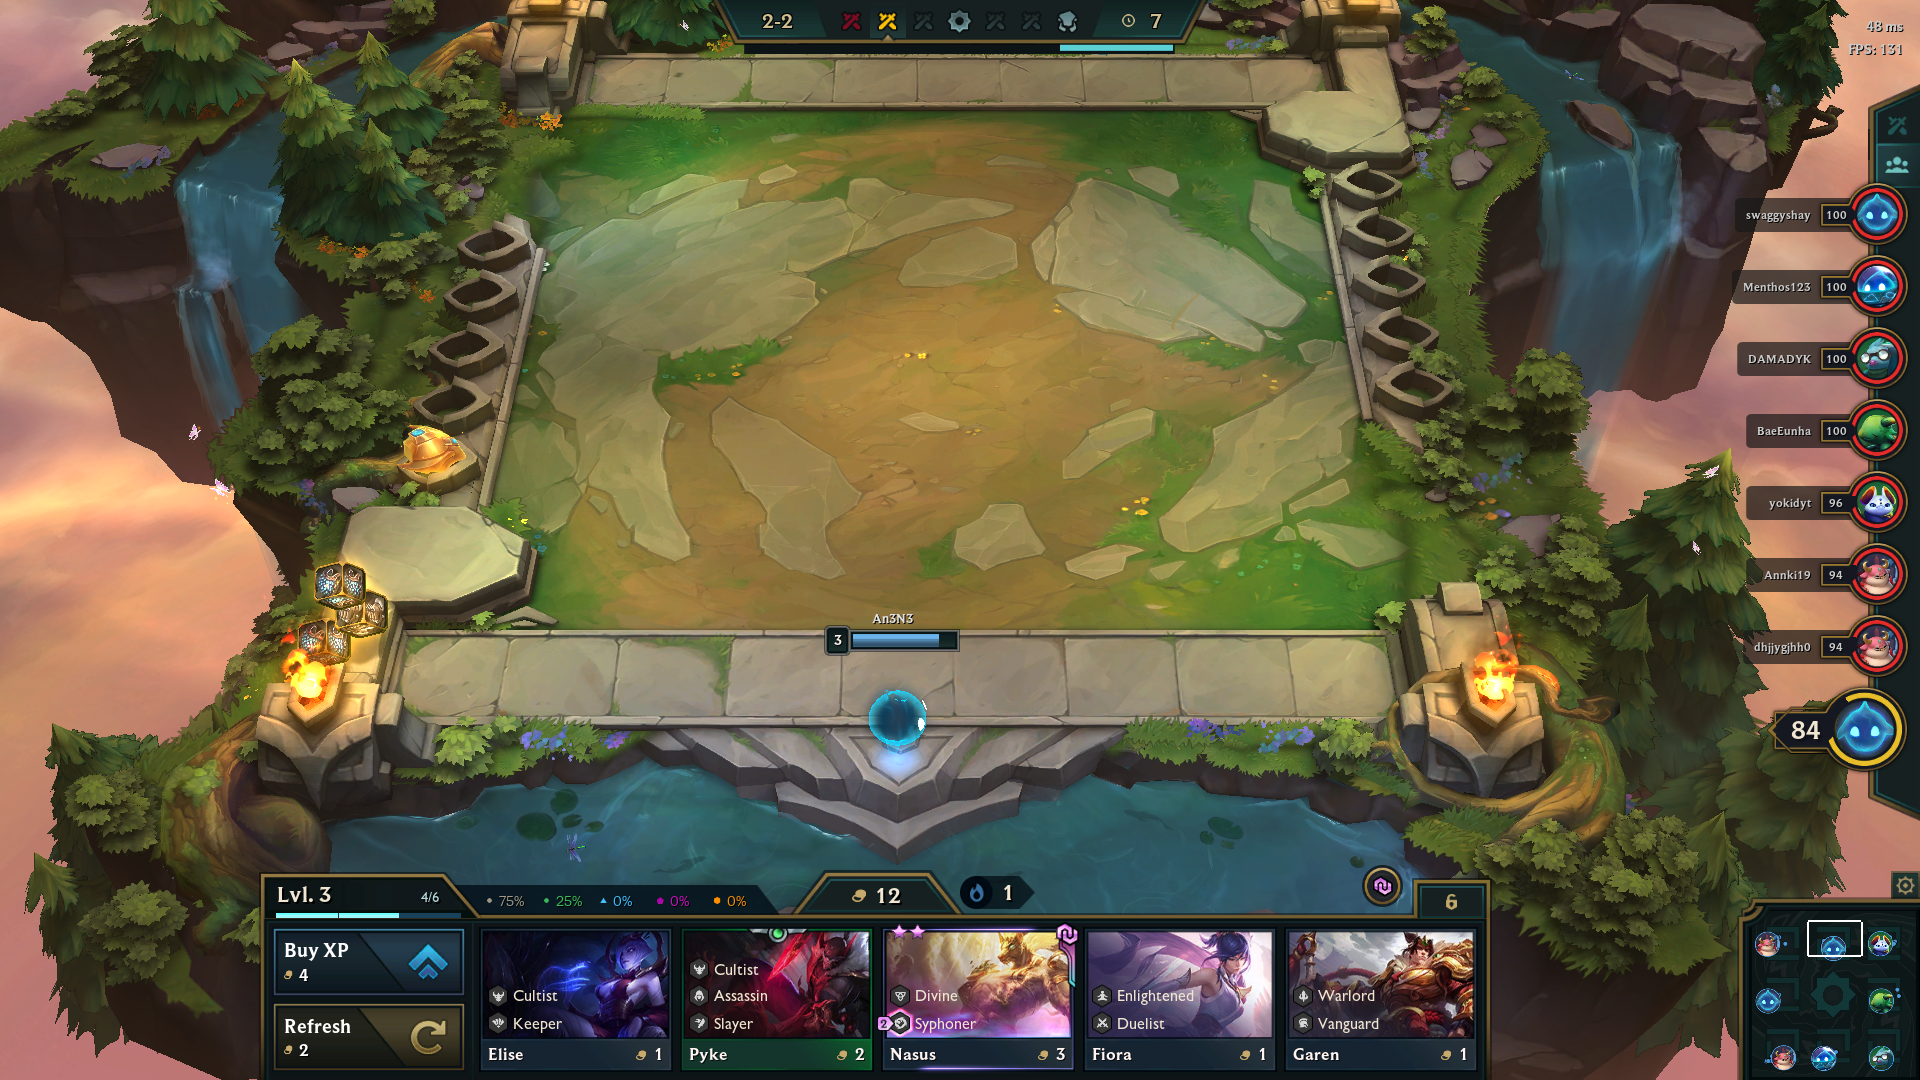 2-2
7
48 ms
FPS: 131
swaggyshay 100
Menthos123 100
DAMADYK 100
BaeEunha 100
yokidyt 96
Annki19 94
dhjjygjhh0 94
84
An3N3
3
Lvl. 3
4/6
75% 25% 0% 0% 0%
12
1
6
Buy XP
4
Refresh
2
Cultist
Keeper
Elise 1
Cultist
Assassin
Slayer
Pyke 2
Divine
2 Syphoner
Nasus 3
Enlightened
Duelist
Fiora 1
Warlord
Vanguard
Garen 1